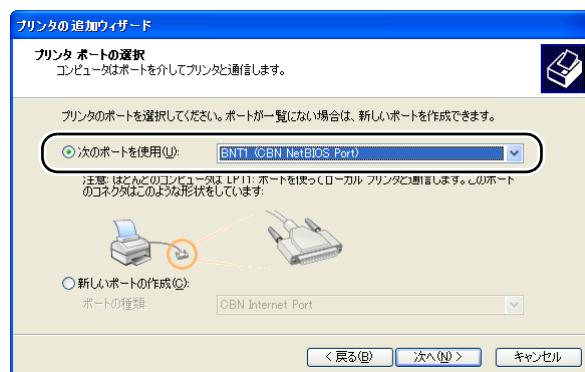 プリンタの追加ウィザード
プリンタ ポートの選択
コンピュータはポートを介してプリンタと通信します。
プリンタのポートを選択してください。ポートが一覧にない場合は、新しいポートを作成できます。
次のポートを使用(U):
BNT1 (CBN NetBIOS Port)
注意: ほとんどのコンピュータは LPT1: ポートを使ってローカル プリンタと通信します。このポート
のコネクタはこのような形状をしています:
新しいポートの作成(C):
ポートの種類:
CBN Internet Port
< 戻る(B)
次へ(N) >
キャンセル